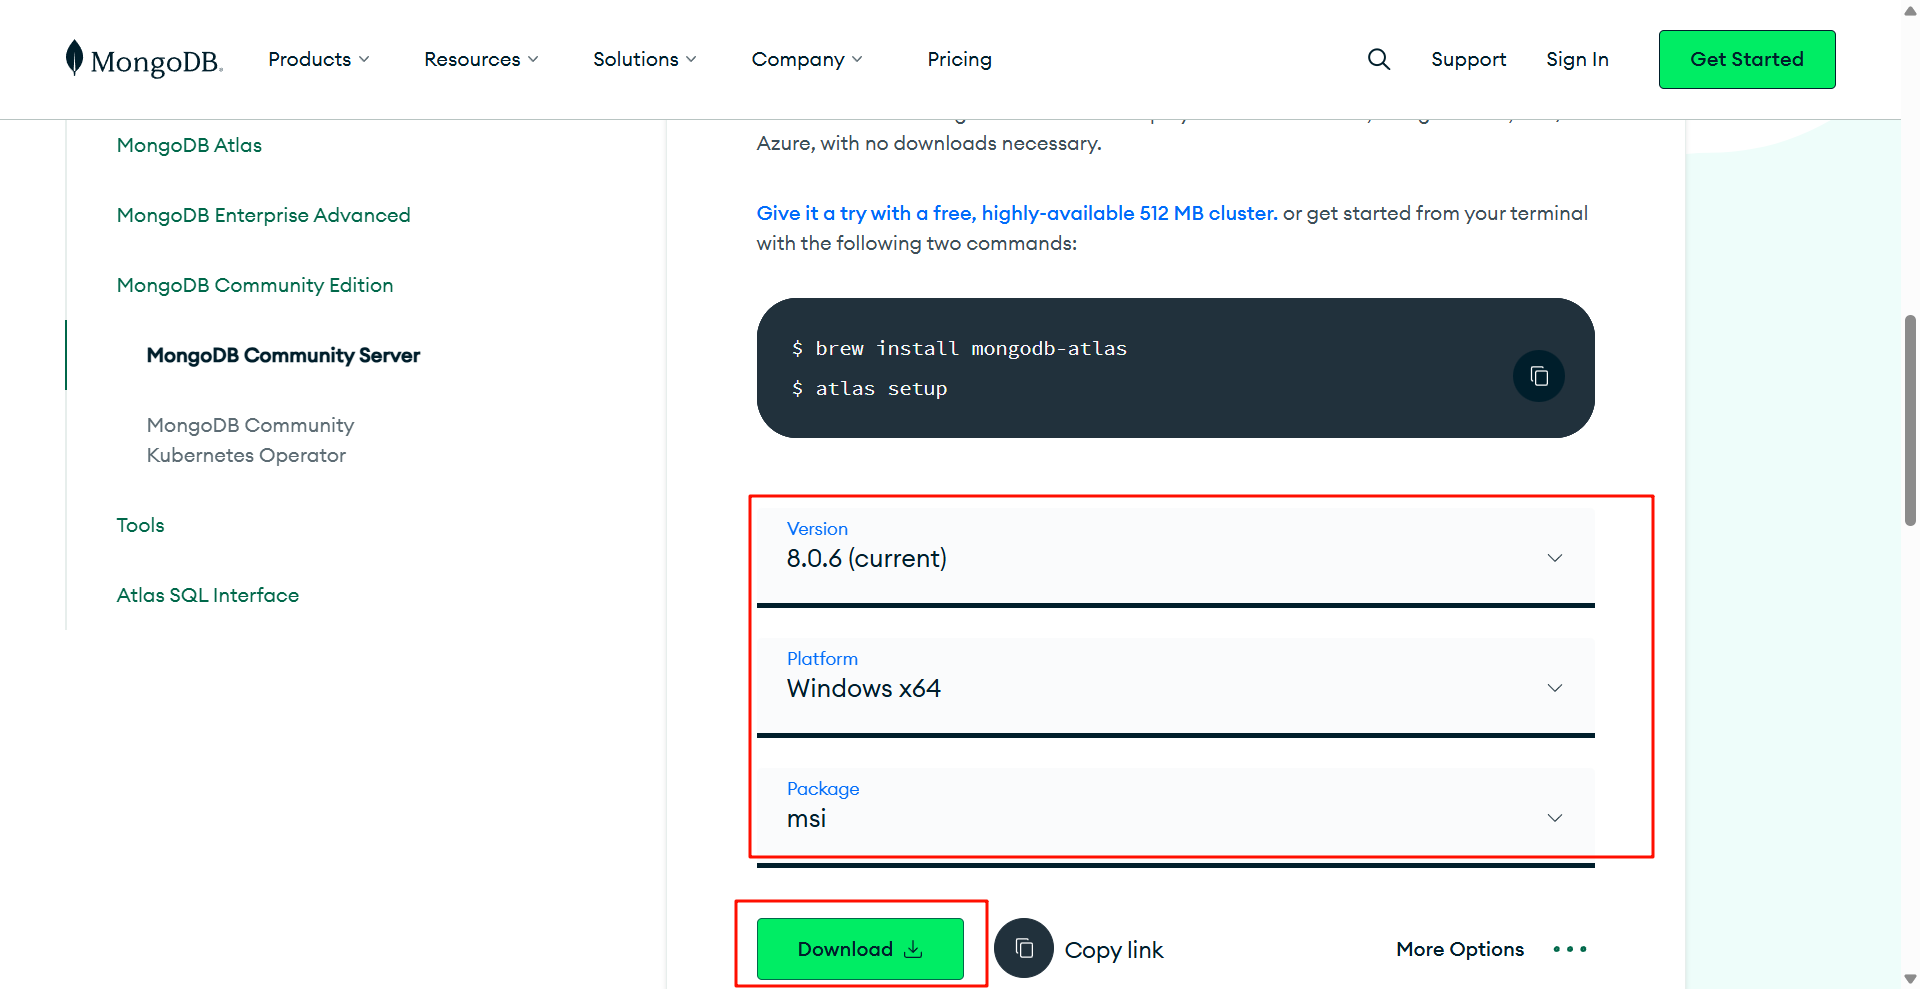 MongoDB.
Products
Resources
Solutions
Company
Pricing
Support
Sign In
Get Started
MongoDB Atlas
MongoDB Enterprise Advanced
MongoDB Community Edition
MongoDB Community Server
MongoDB Community
Kubernetes Operator
Tools
Atlas SQL Interface
Azure, with no downloads necessary.
Give it a try with a free, highly-available 512 MB cluster. or get started from your terminal
with the following two commands:
$ brew install mongodb-atlas
$ atlas setup
Version
8.0.6 (current)
Platform
Windows x64
Package
msi
Download
Copy link
More Options